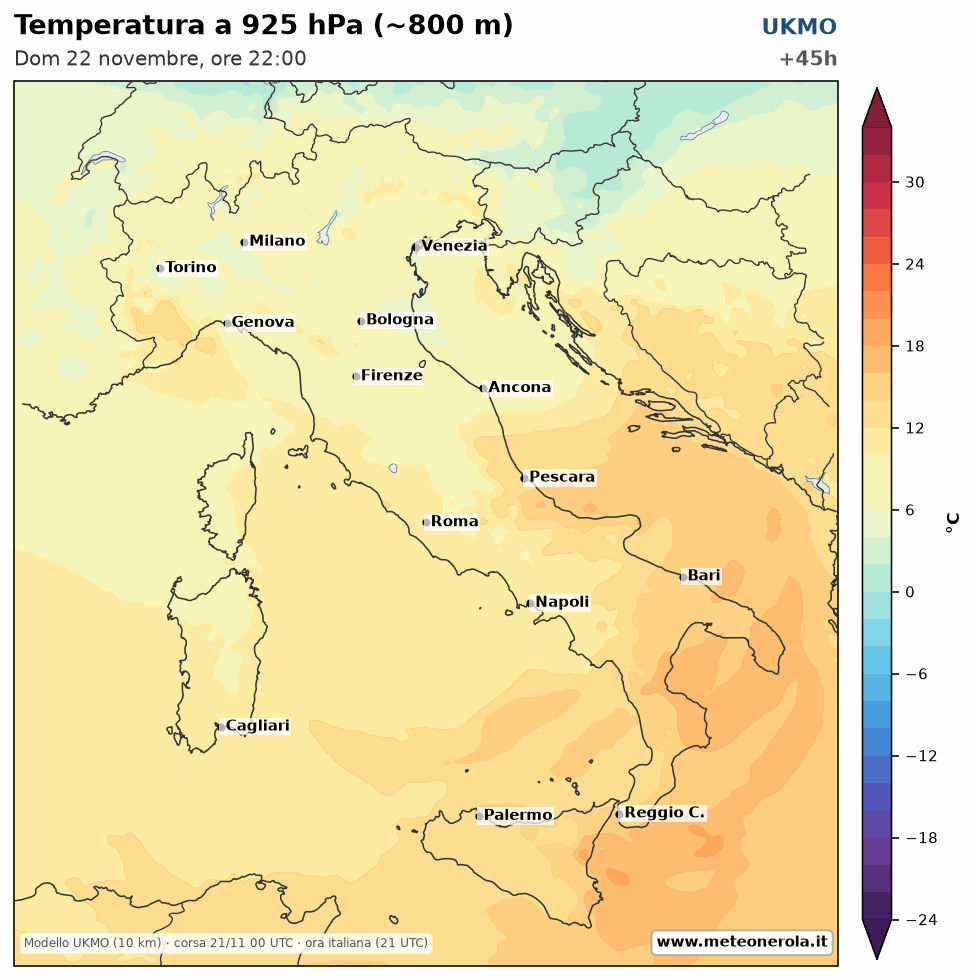 Temperatura a 925 hPa (~800 m)
UKMO
Dom 22 novembre, ore 22:00
+45h
Milano
Venezia
Torino
Genova
Bologna
Firenze
Ancona
Pescara
Roma
Bari
Napoli
Cagliari
Palermo
Reggio C.
30
24
18
12
6
0
−6
−12
−18
−24
°C
Modello UKMO (10 km) · corsa 21/11 00 UTC · ora italiana (21 UTC)
www.meteonerola.it